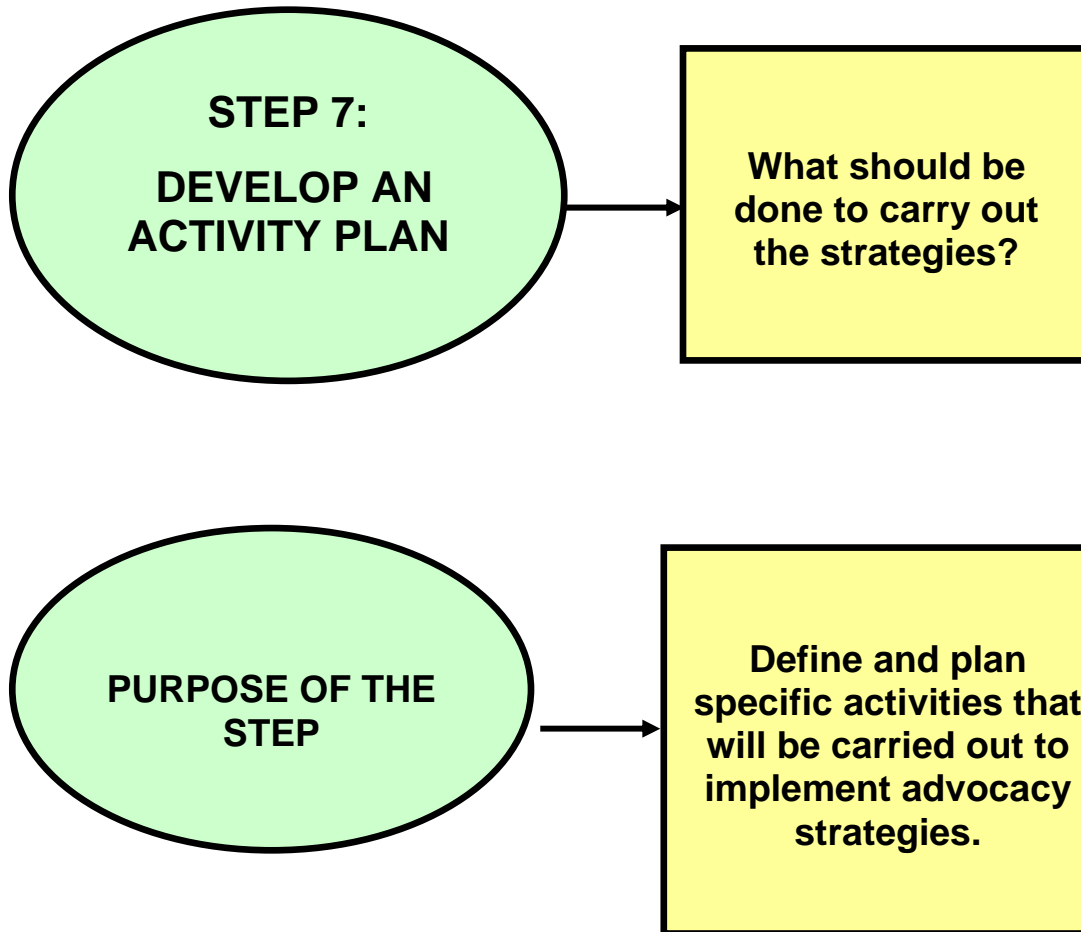 STEP 7:
DEVELOP AN
ACTIVITY PLAN
What should be
done to carry out
the strategies?
PURPOSE OF THE
STEP
Define and plan
specific activities that
will be carried out to
implement advocacy
strategies.